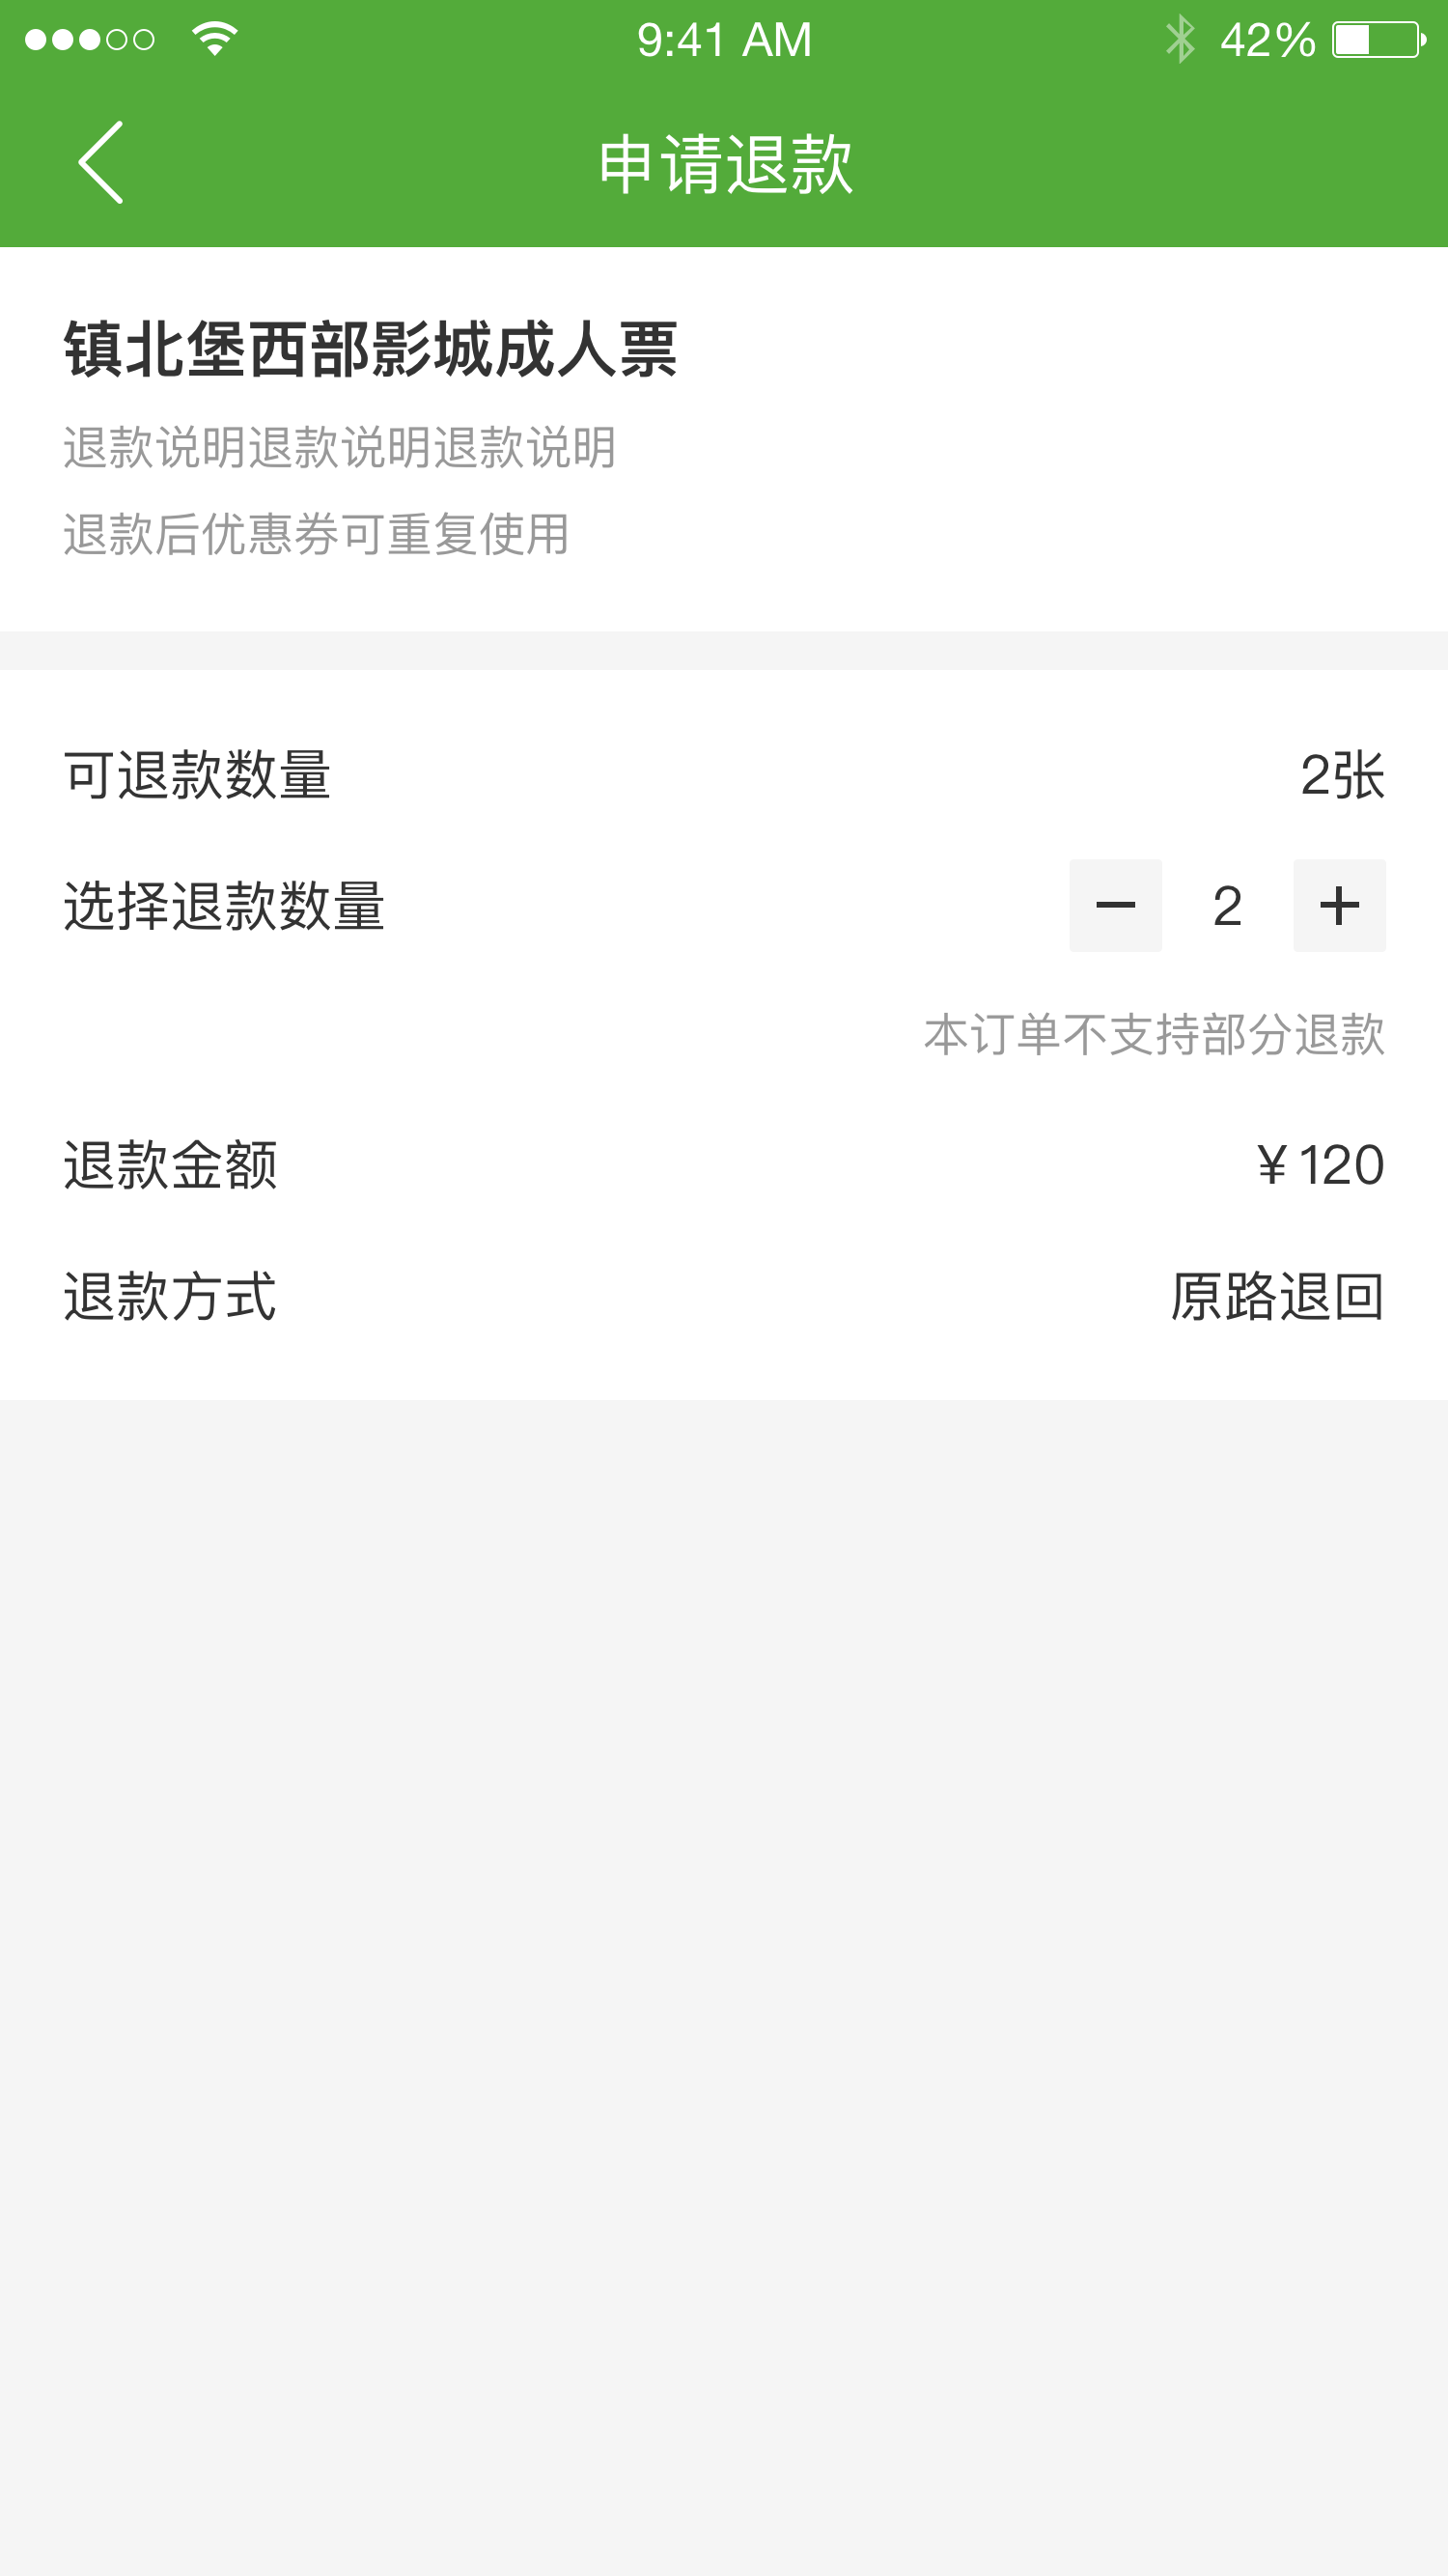 9:41 AM
42%
申请退款
镇北堡西部影城成人票
退款说明退款说明退款说明
退款后优惠券可重复使用
可退款数量 2张
选择退款数量 − 2 +
本订单不支持部分退款
退款金额 ¥120
退款方式 原路退回